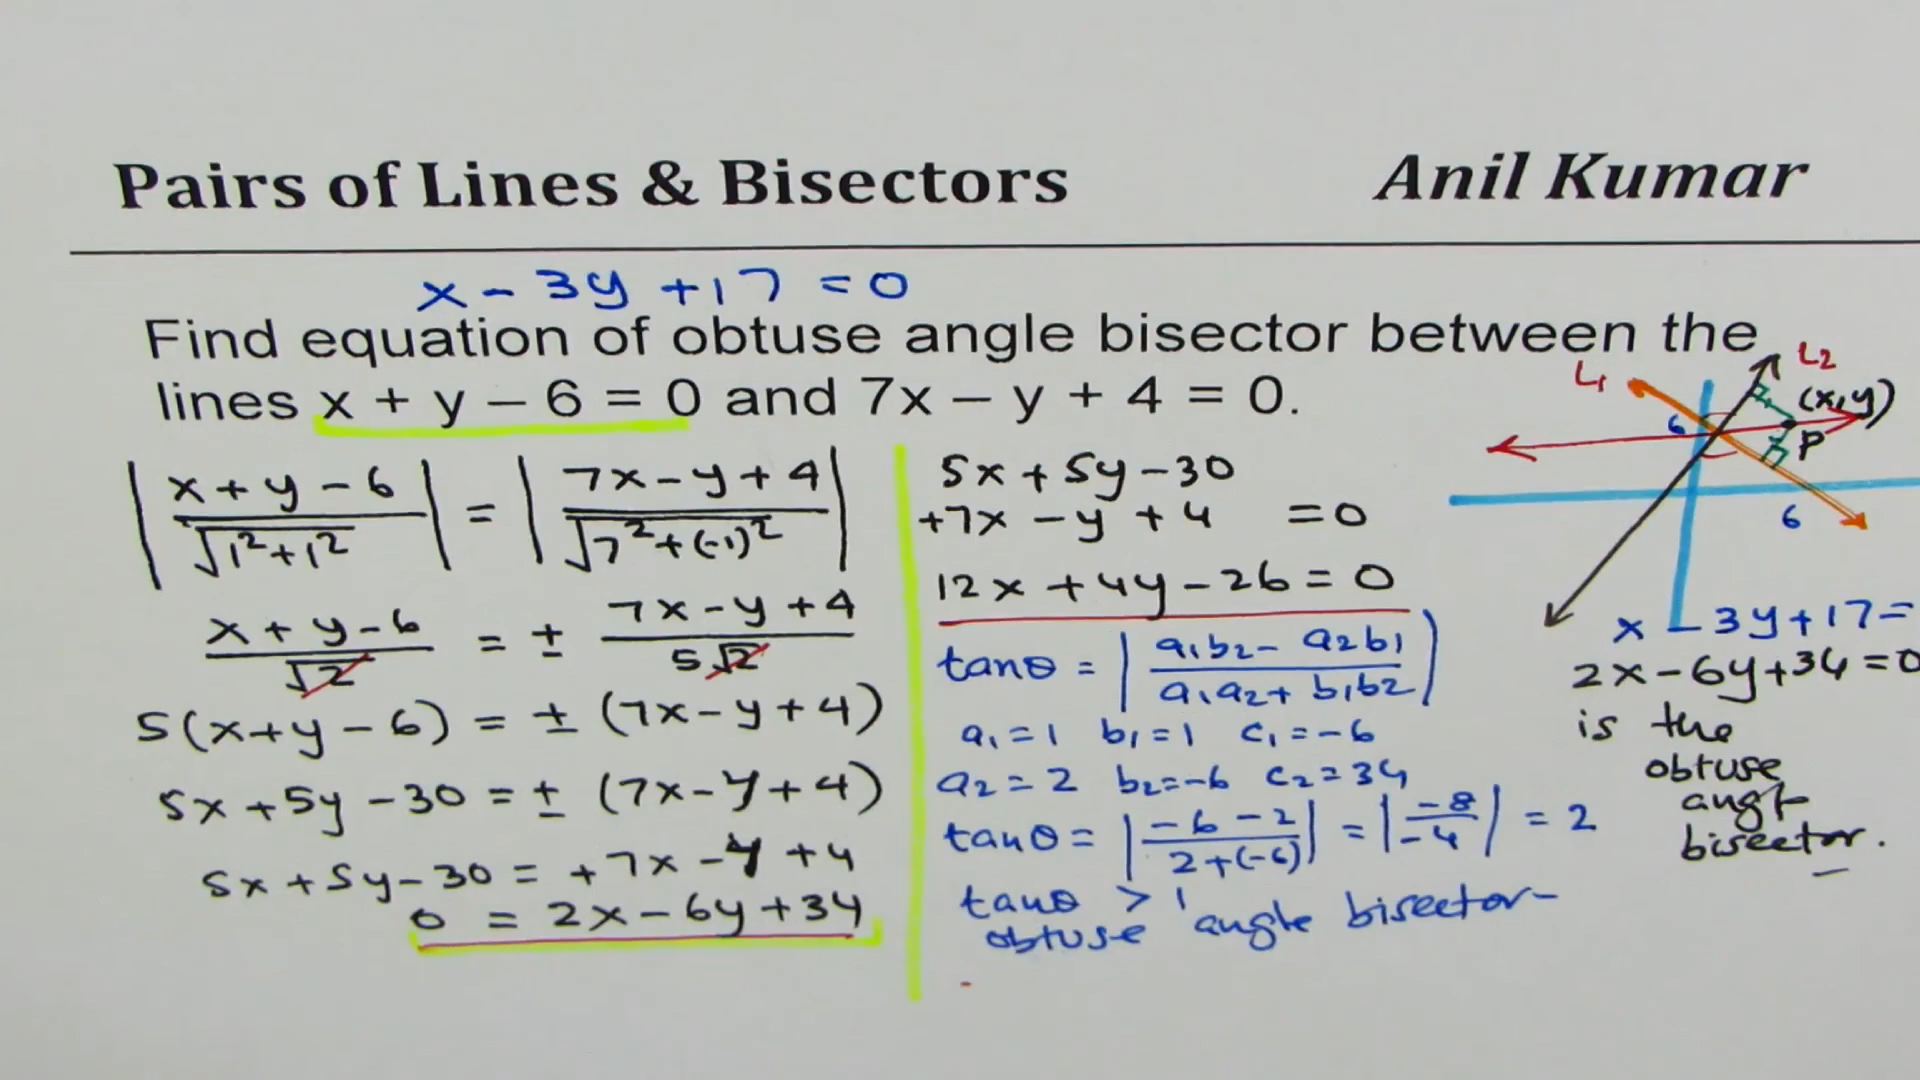 Pairs of Lines & Bisectors
Anil Kumar
x - 3y + 17 = 0
Find equation of obtuse angle bisector between the
lines x + y – 6 = 0 and 7x – y + 4 = 0.
|x + y - 6 / √1² + 1²| = |7x - y + 4 / √7² + (-1)²|
x + y - 6 / √2 = ± 7x - y + 4 / 5√2
5(x + y - 6) = ± (7x - y + 4)
5x + 5y - 30 = ± (7x - y + 4)
5x + 5y - 30 = + 7x - y + 4
0 = 2x - 6y + 34
5x + 5y - 30
+7x - y + 4 = 0
12x + 4y - 26 = 0
tanθ = |a₁b₂ - a₂b₁ / a₁a₂ + b₁b₂|
a₁ = 1 b₁ = 1 c₁ = -6
a₂ = 2 b₂ = -6 c₂ = 34
tanθ = |-6 - 2 / 2 + (-6)| = |-8 / -4| = 2
tanθ > 1
obtuse angle bisector-
L₁
L₂
(x, y)
6
P
6
x - 3y + 17 =
2x - 6y + 34 = 0
is the
obtuse
angle
bisector.